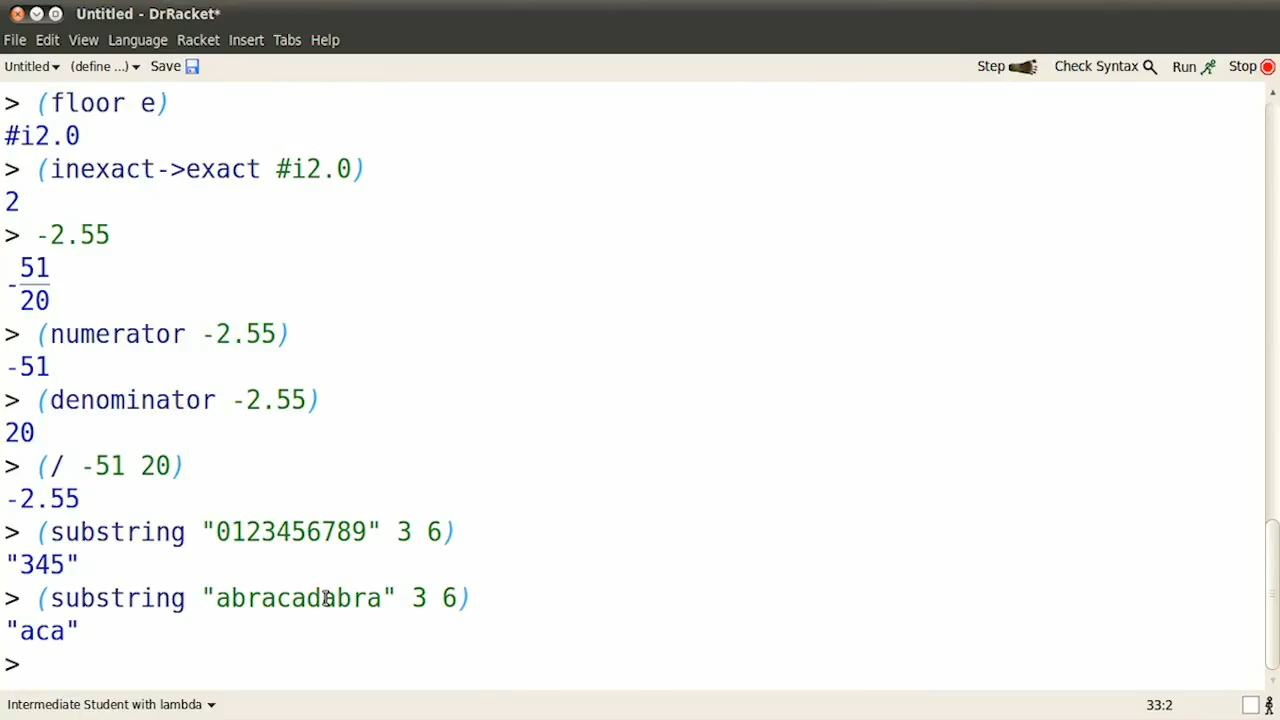 Untitled - DrRacket*
File Edit View Language Racket Insert Tabs Help
Untitled (define ...) Save Step Check Syntax Run Stop
> (floor e)
#i2.0
> (inexact->exact #i2.0)
2
> -2.55
-51
20
> (numerator -2.55)
-51
> (denominator -2.55)
20
> (/ -51 20)
-2.55
> (substring "0123456789" 3 6)
"345"
> (substring "abracadabra" 3 6)
"aca"
>
Intermediate Student with lambda 33:2